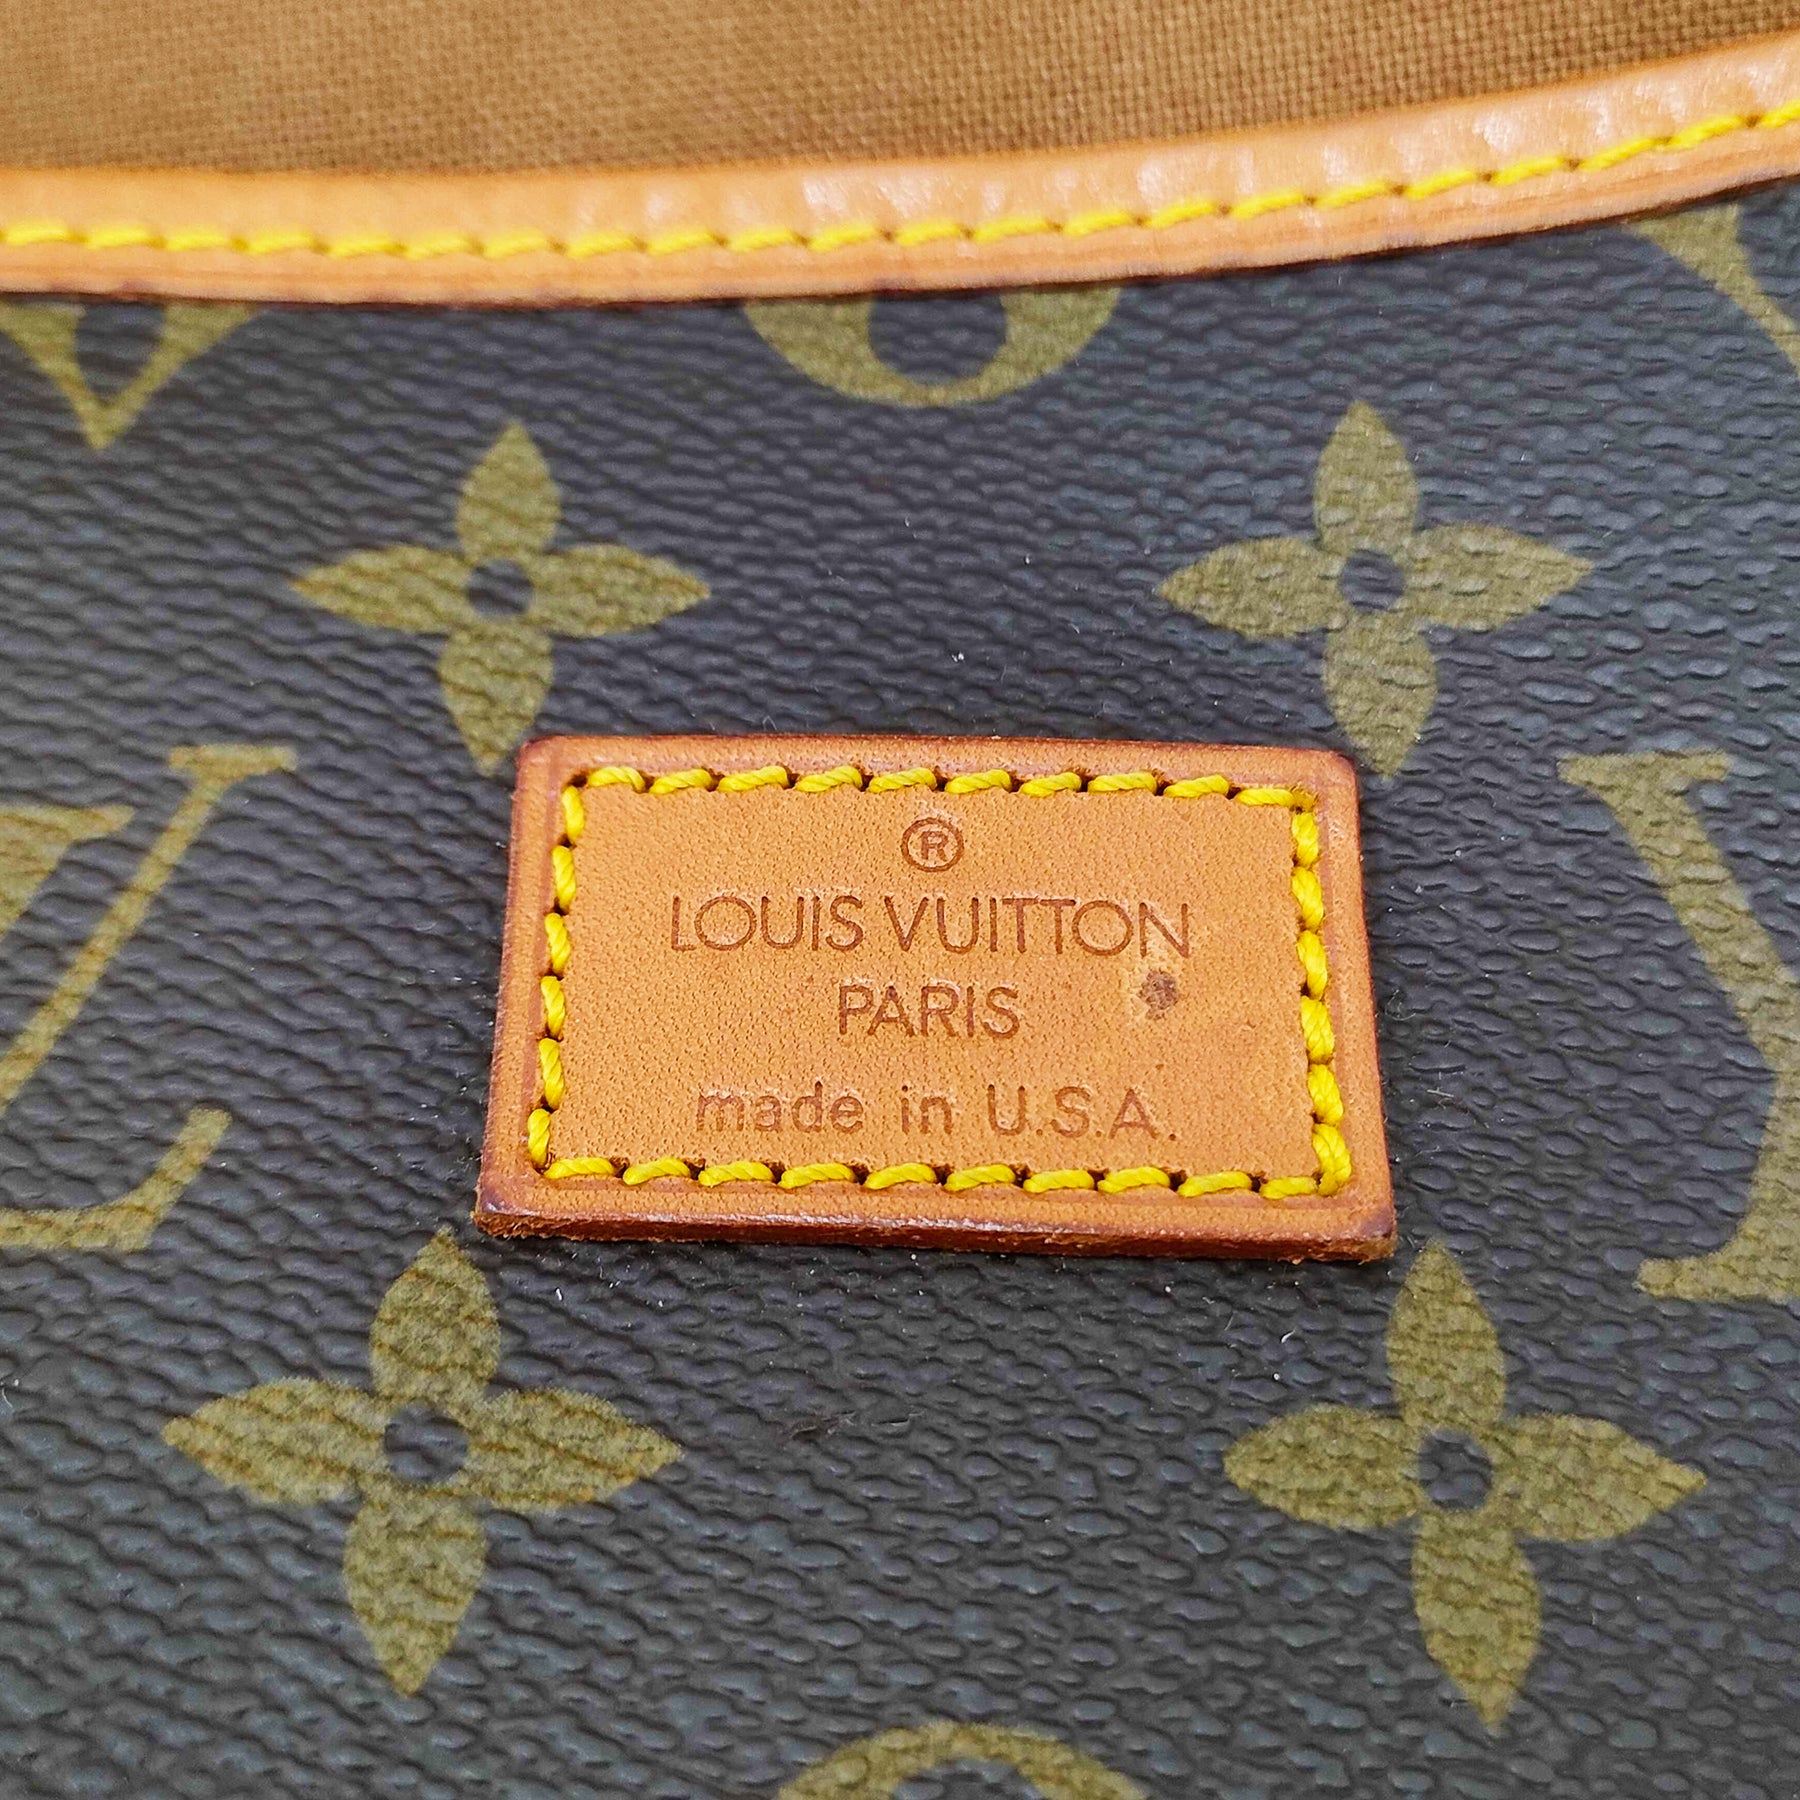 ®
LOUIS VUITTON
PARIS
made in U.S.A.